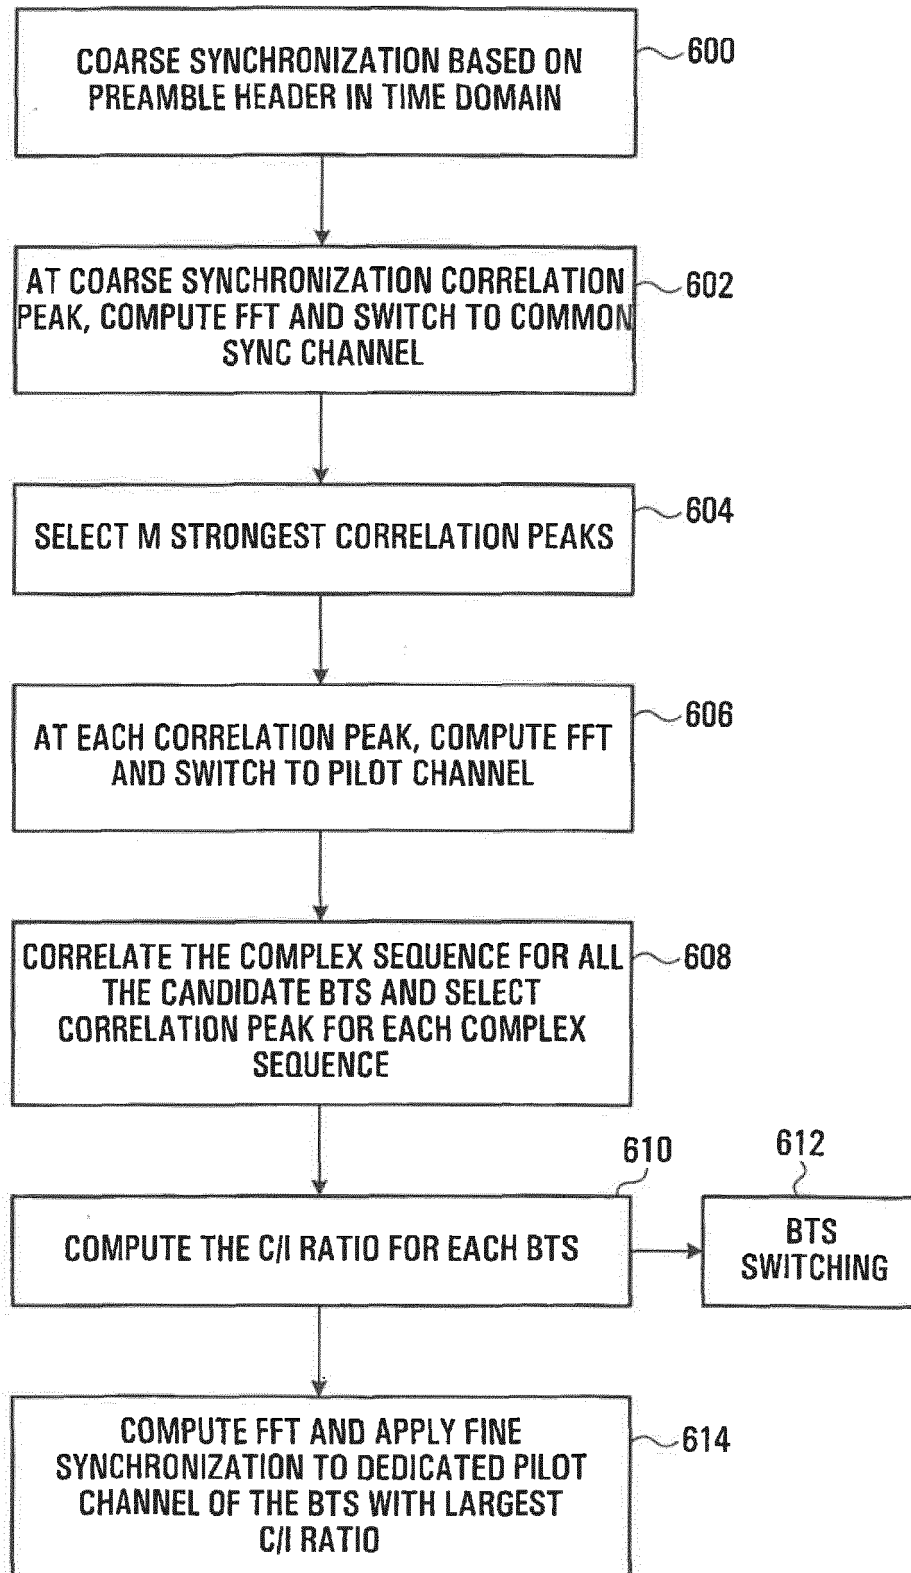 COARSE SYNCHRONIZATION BASED ON
PREAMBLE HEADER IN TIME DOMAIN
600
AT COARSE SYNCHRONIZATION CORRELATION
PEAK, COMPUTE FFT AND SWITCH TO COMMON
SYNC CHANNEL
602
SELECT M STRONGEST CORRELATION PEAKS
604
AT EACH CORRELATION PEAK, COMPUTE FFT
AND SWITCH TO PILOT CHANNEL
606
CORRELATE THE COMPLEX SEQUENCE FOR ALL
THE CANDIDATE BTS AND SELECT
CORRELATION PEAK FOR EACH COMPLEX
SEQUENCE
608
COMPUTE THE C/I RATIO FOR EACH BTS
610
612
BTS
SWITCHING
COMPUTE FFT AND APPLY FINE
SYNCHRONIZATION TO DEDICATED PILOT
CHANNEL OF THE BTS WITH LARGEST
C/I RATIO
614